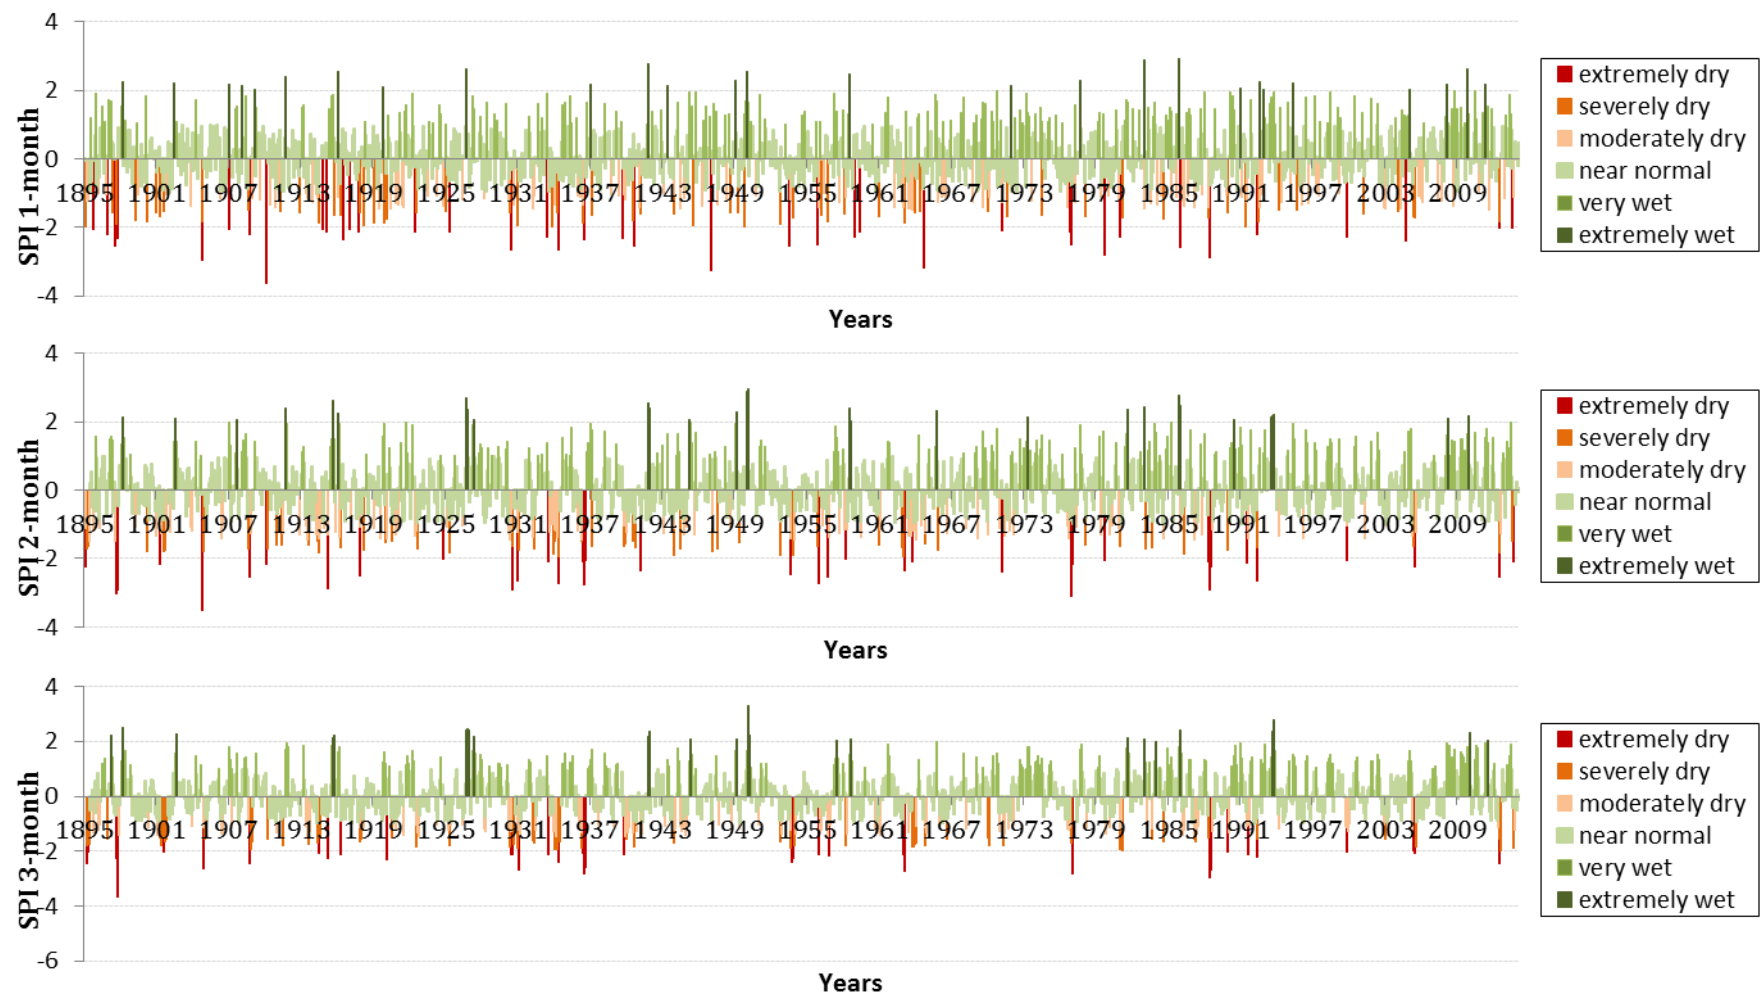 4
2
0
-2
-4
SPI 1-month
1895 1901 1907 1913 1919 1925 1931 1937 1943 1949 1955 1961 1967 1973 1979 1985 1991 1997 2003 2009
Years
extremely dry
severely dry
moderately dry
near normal
very wet
extremely wet
4
2
0
-2
-4
SPI 2-month
1895 1901 1907 1913 1919 1925 1931 1937 1943 1949 1955 1961 1967 1973 1979 1985 1991 1997 2003 2009
Years
extremely dry
severely dry
moderately dry
near normal
very wet
extremely wet
4
2
0
-2
-4
-6
SPI 3-month
1895 1901 1907 1913 1919 1925 1931 1937 1943 1949 1955 1961 1967 1973 1979 1985 1991 1997 2003 2009
Years
extremely dry
severely dry
moderately dry
near normal
very wet
extremely wet